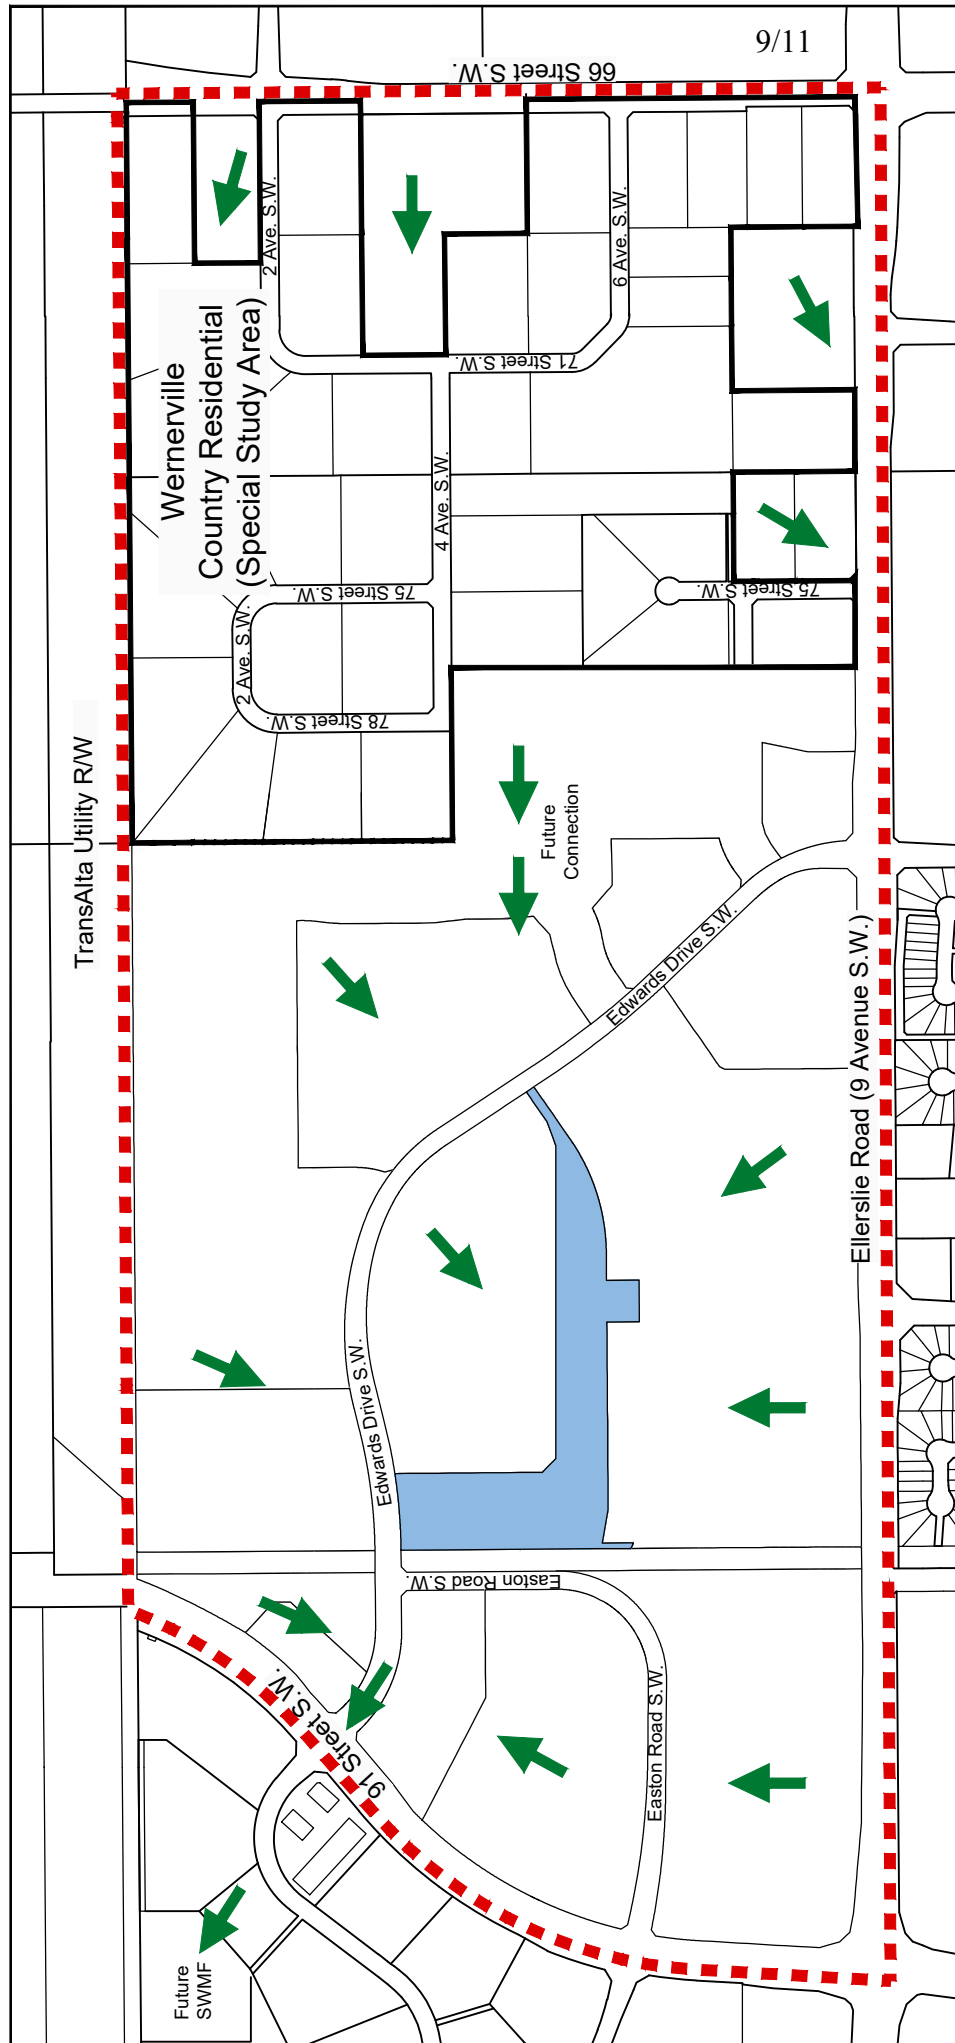 9/11
66 Street S.W.
2 Ave. S.W.
6 Ave. S.W.
Wernerville
Country Residential
(Special Study Area)
71 Street S.W.
4 Ave. S.W.
75 Street S.W.
75 Street S.W.
2 Ave. S.W.
78 Street S.W.
TransAlta Utility R/W
Future
Connection
Edwards Drive S.W.
Ellerslie Road (9 Avenue S.W.)
Edwards Drive S.W.
Easton Road S.W.
91 Street S.W.
Easton Road S.W.
Future
SWMF